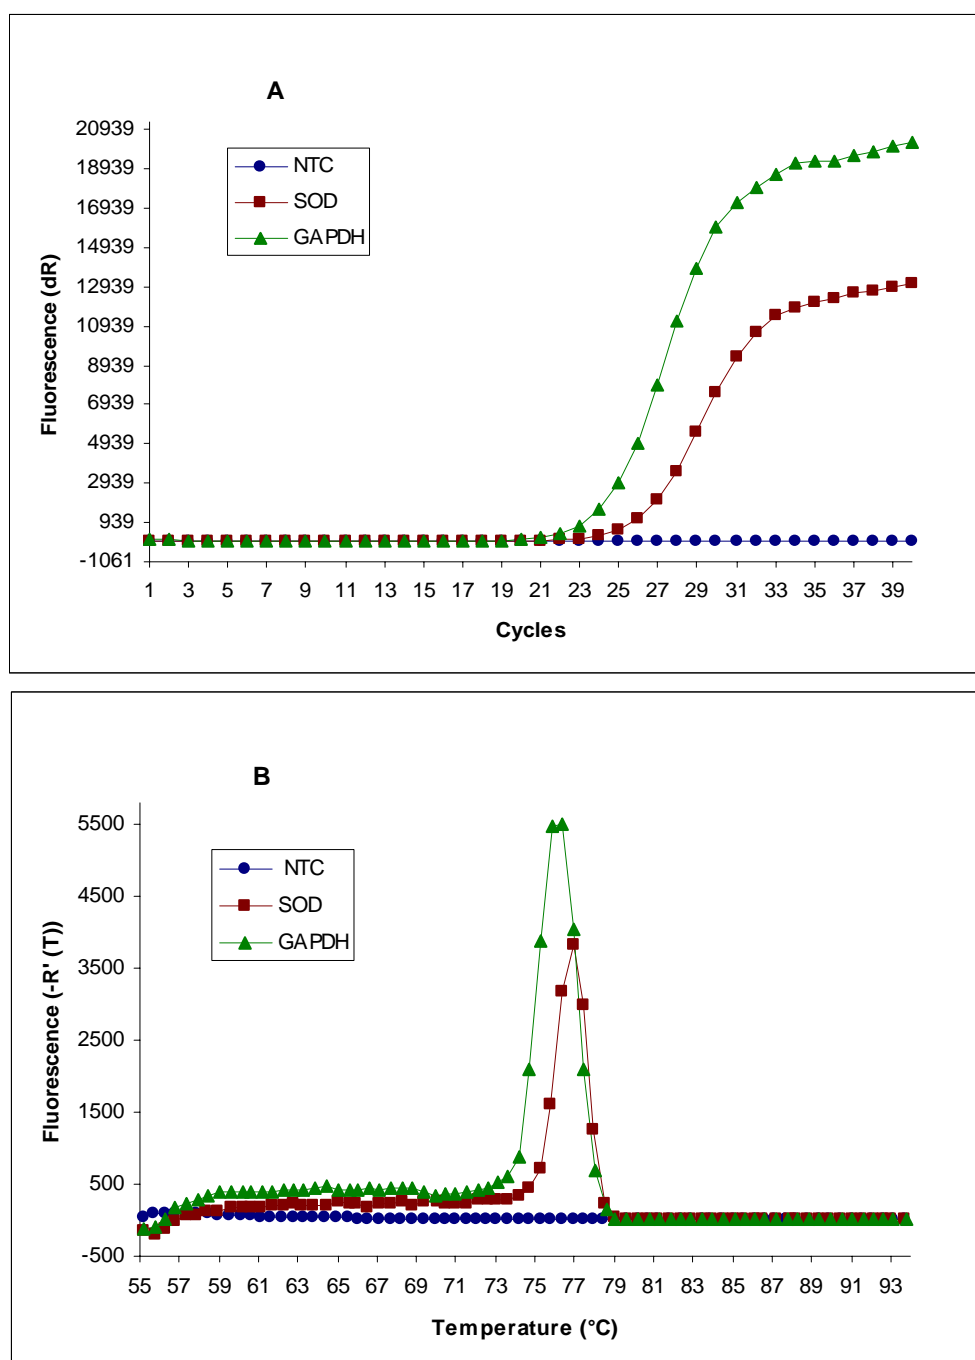 A
20939
18939
16939
14939
12939
10939
8939
6939
4939
2939
939
-1061
NTC
SOD
GAPDH
Fluorescence (dR)
1 3 5 7 9 11 13 15 17 19 21 23 25 27 29 31 33 35 37 39
Cycles
B
5500
4500
3500
2500
1500
500
-500
NTC
SOD
GAPDH
Fluorescence (-R' (T))
55 57 59 61 63 65 67 69 71 73 75 77 79 81 83 85 87 89 91 93
Temperature (°C)